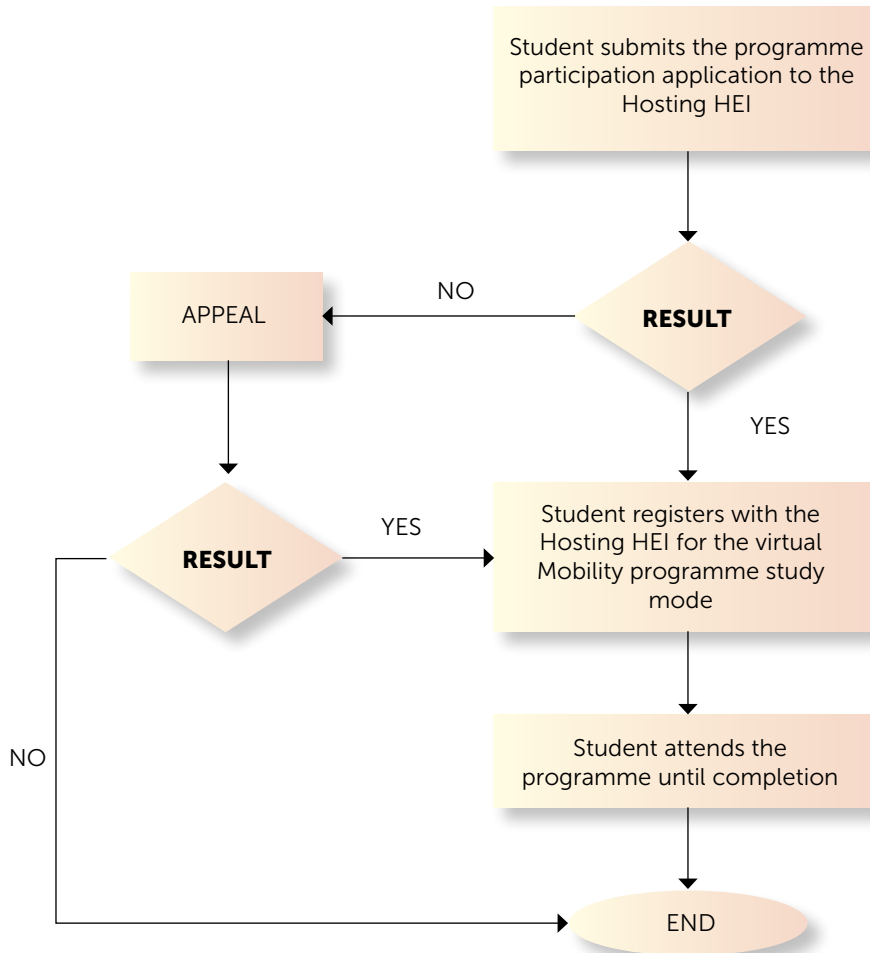 Student submits the programme
participation application to the
Hosting HEI
NO
APPEAL
RESULT
YES
Student registers with the
Hosting HEI for the virtual
Mobility programme study
mode
YES
RESULT
NO
Student attends the
programme until completion
END